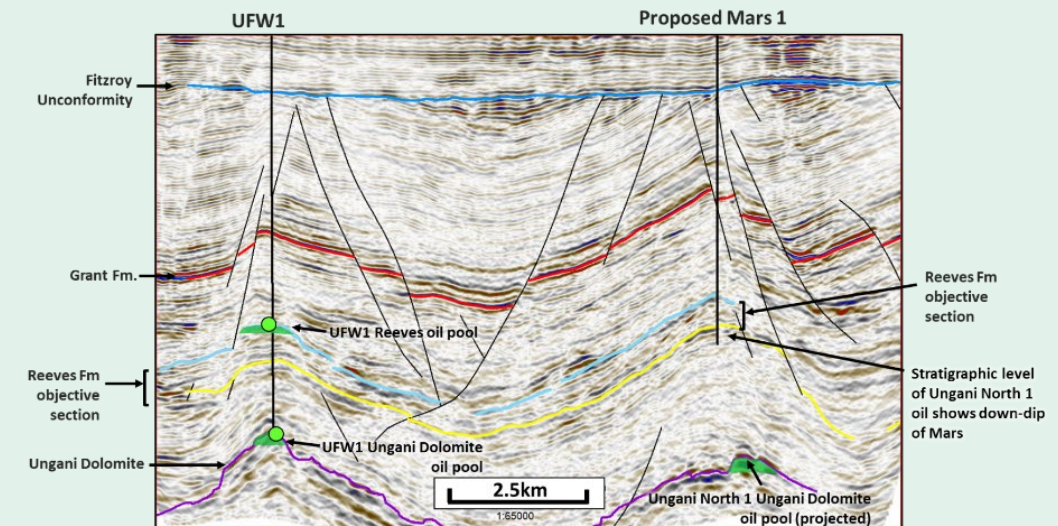 UFW1
Proposed Mars 1
Fitzroy
Unconformity
Grant Fm.
Reeves Fm
objective
section
UFW1 Reeves oil pool
Reeves Fm
objective
section
Stratigraphic level
of Ungani North 1
oil shows down-dip
of Mars
UFW1 Ungani Dolomite
oil pool
Ungani Dolomite
2.5km
1:65000
Ungani North 1 Ungani Dolomite
oil pool (projected)